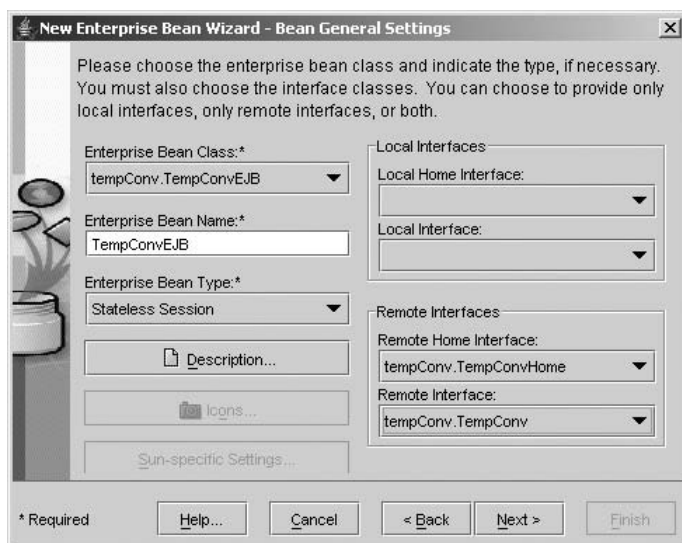 New Enterprise Bean Wizard - Bean General Settings
Please choose the enterprise bean class and indicate the type, if necessary.
You must also choose the interface classes. You can choose to provide only
local interfaces, only remote interfaces, or both.
Enterprise Bean Class:*
tempConv.TempConvEJB
Enterprise Bean Name:*
TempConvEJB
Enterprise Bean Type:*
Stateless Session
Description...
Icons...
Sun-specific Settings...
Local Interfaces
Local Home Interface:
Local Interface:
Remote Interfaces
Remote Home Interface:
tempConv.TempConvHome
Remote Interface:
tempConv.TempConv
* Required
Help...
Cancel
< Back
Next >
Finish